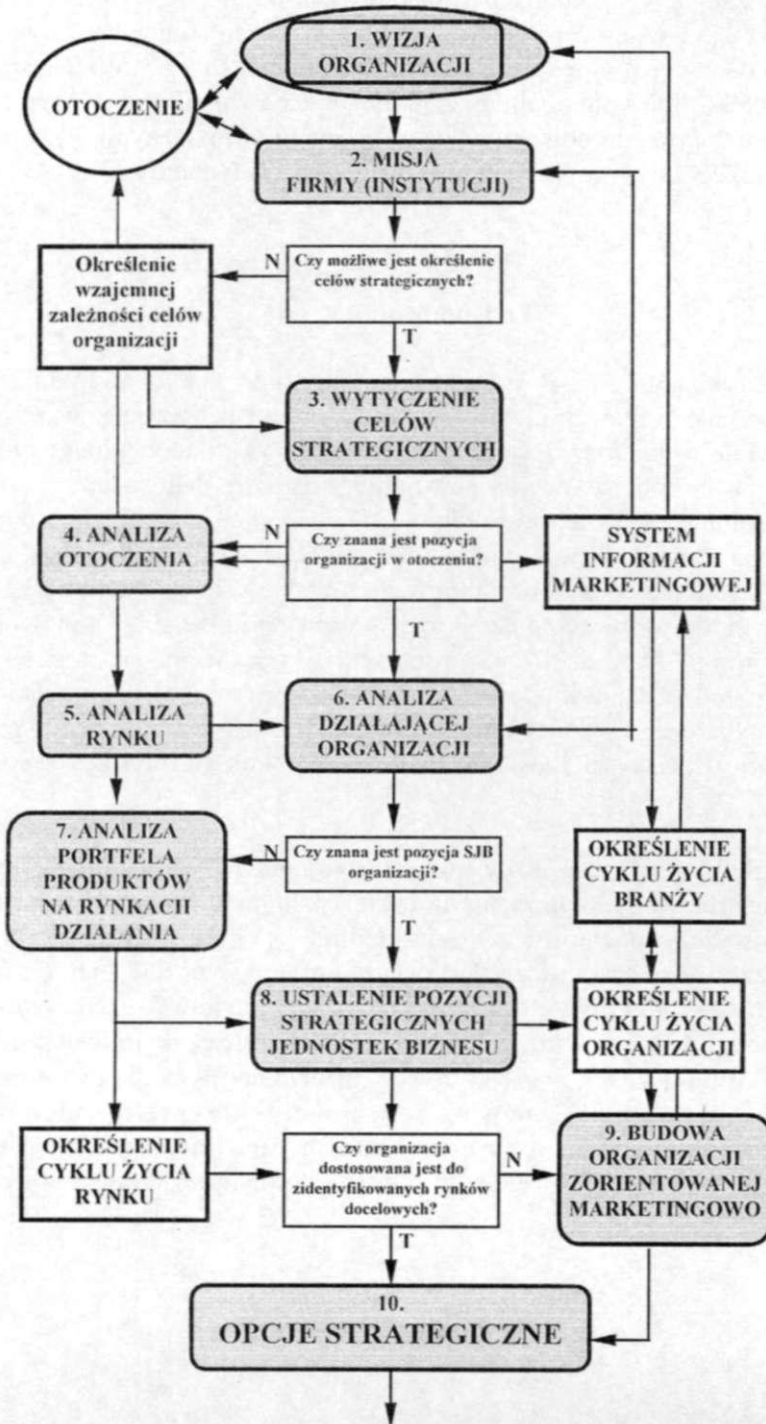 1. WIZJA
ORGANIZACJI
OTOCZENIE
2. MISJA
FIRMY (INSTYTUCJI)
N
Czy możliwe jest określenie
celów strategicznych?
Określenie
wzajemnej
zależności celów
organizacji
T
3. WYTYCZENIE
CELÓW
STRATEGICZNYCH
4. ANALIZA
OTOCZENIA
N
Czy znana jest pozycja
organizacji w otoczeniu?
SYSTEM
INFORMACJI
MARKETINGOWEJ
T
5. ANALIZA
RYNKU
6. ANALIZA
DZIAŁAJĄCEJ
ORGANIZACJI
7. ANALIZA
PORTFELA
PRODUKTÓW
NA RYNKACH
DZIAŁANIA
N
Czy znana jest pozycja SJB
organizacji?
OKREŚLENIE
CYKLU ŻYCIA
BRANŻY
T
8. USTALENIE POZYCJI
STRATEGICZNYCH
JEDNOSTEK BIZNESU
OKREŚLENIE
CYKLU ŻYCIA
ORGANIZACJI
OKREŚLENIE
CYKLU ŻYCIA
RYNKU
Czy organizacja
dostosowana jest do
zidentyfikowanych rynków
docelowych?
N
9. BUDOWA
ORGANIZACJI
ZORIENTOWANEJ
MARKETINGOWO
T
10.
OPCJE STRATEGICZNE